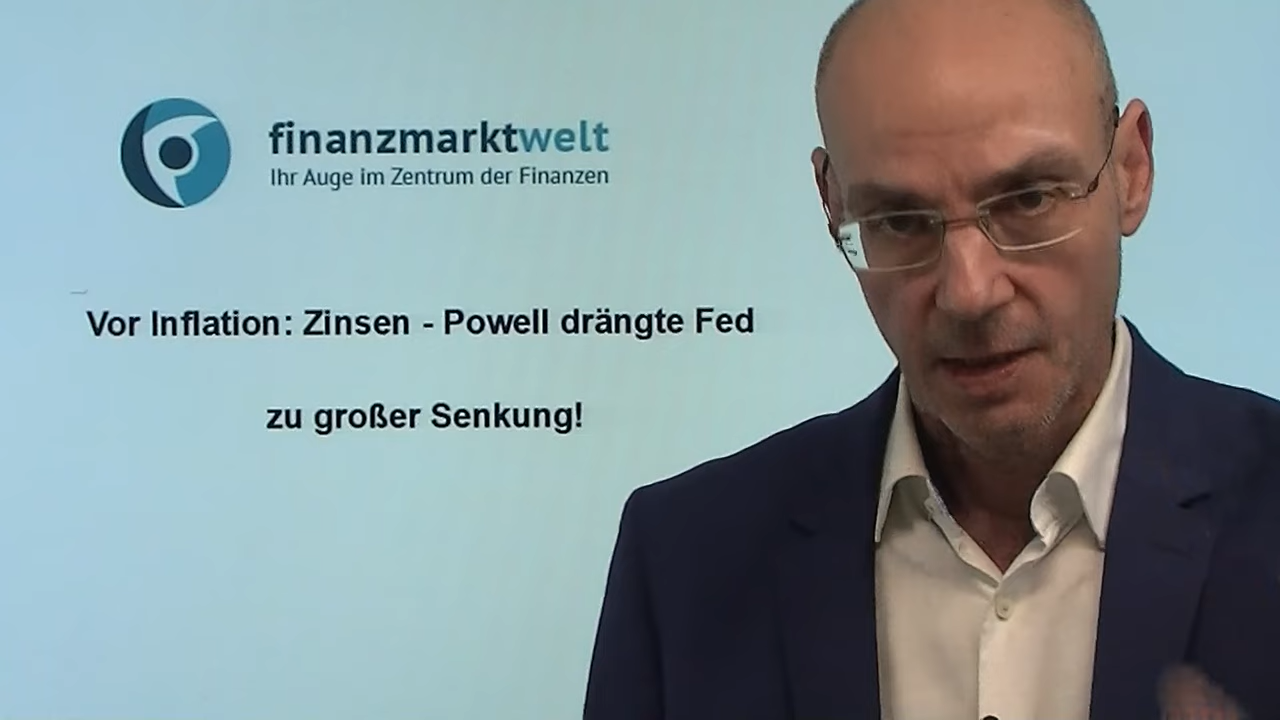 finanzmarktwelt
Ihr Auge im Zentrum der Finanzen
Vor Inflation: Zinsen - Powell drängte Fed
zu großer Senkung!